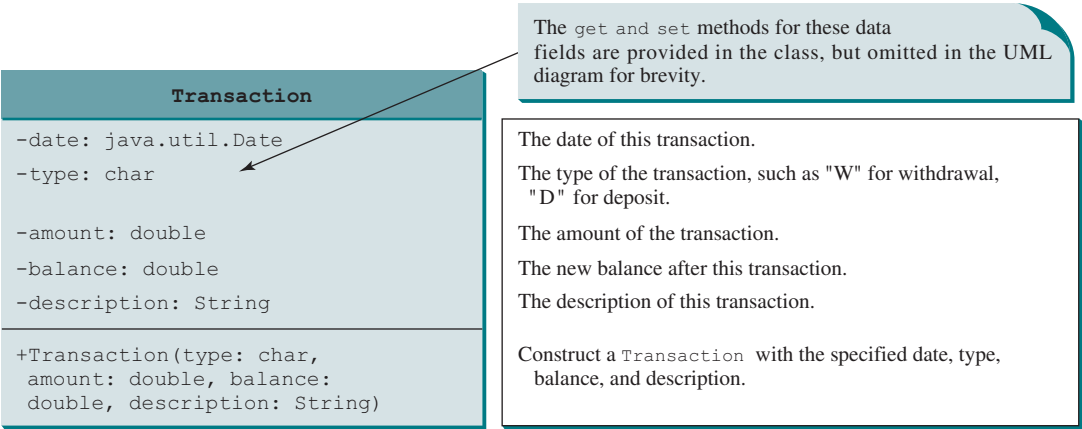 The get and set methods for these data
fields are provided in the class, but omitted in the UML
diagram for brevity.
Transaction
-date: java.util.Date
The date of this transaction.
-type: char
The type of the transaction, such as "W" for withdrawal,
"D" for deposit.
-amount: double
The amount of the transaction.
-balance: double
The new balance after this transaction.
-description: String
The description of this transaction.
+Transaction(type: char,
amount: double, balance:
double, description: String)
Construct a Transaction with the specified date, type,
balance, and description.